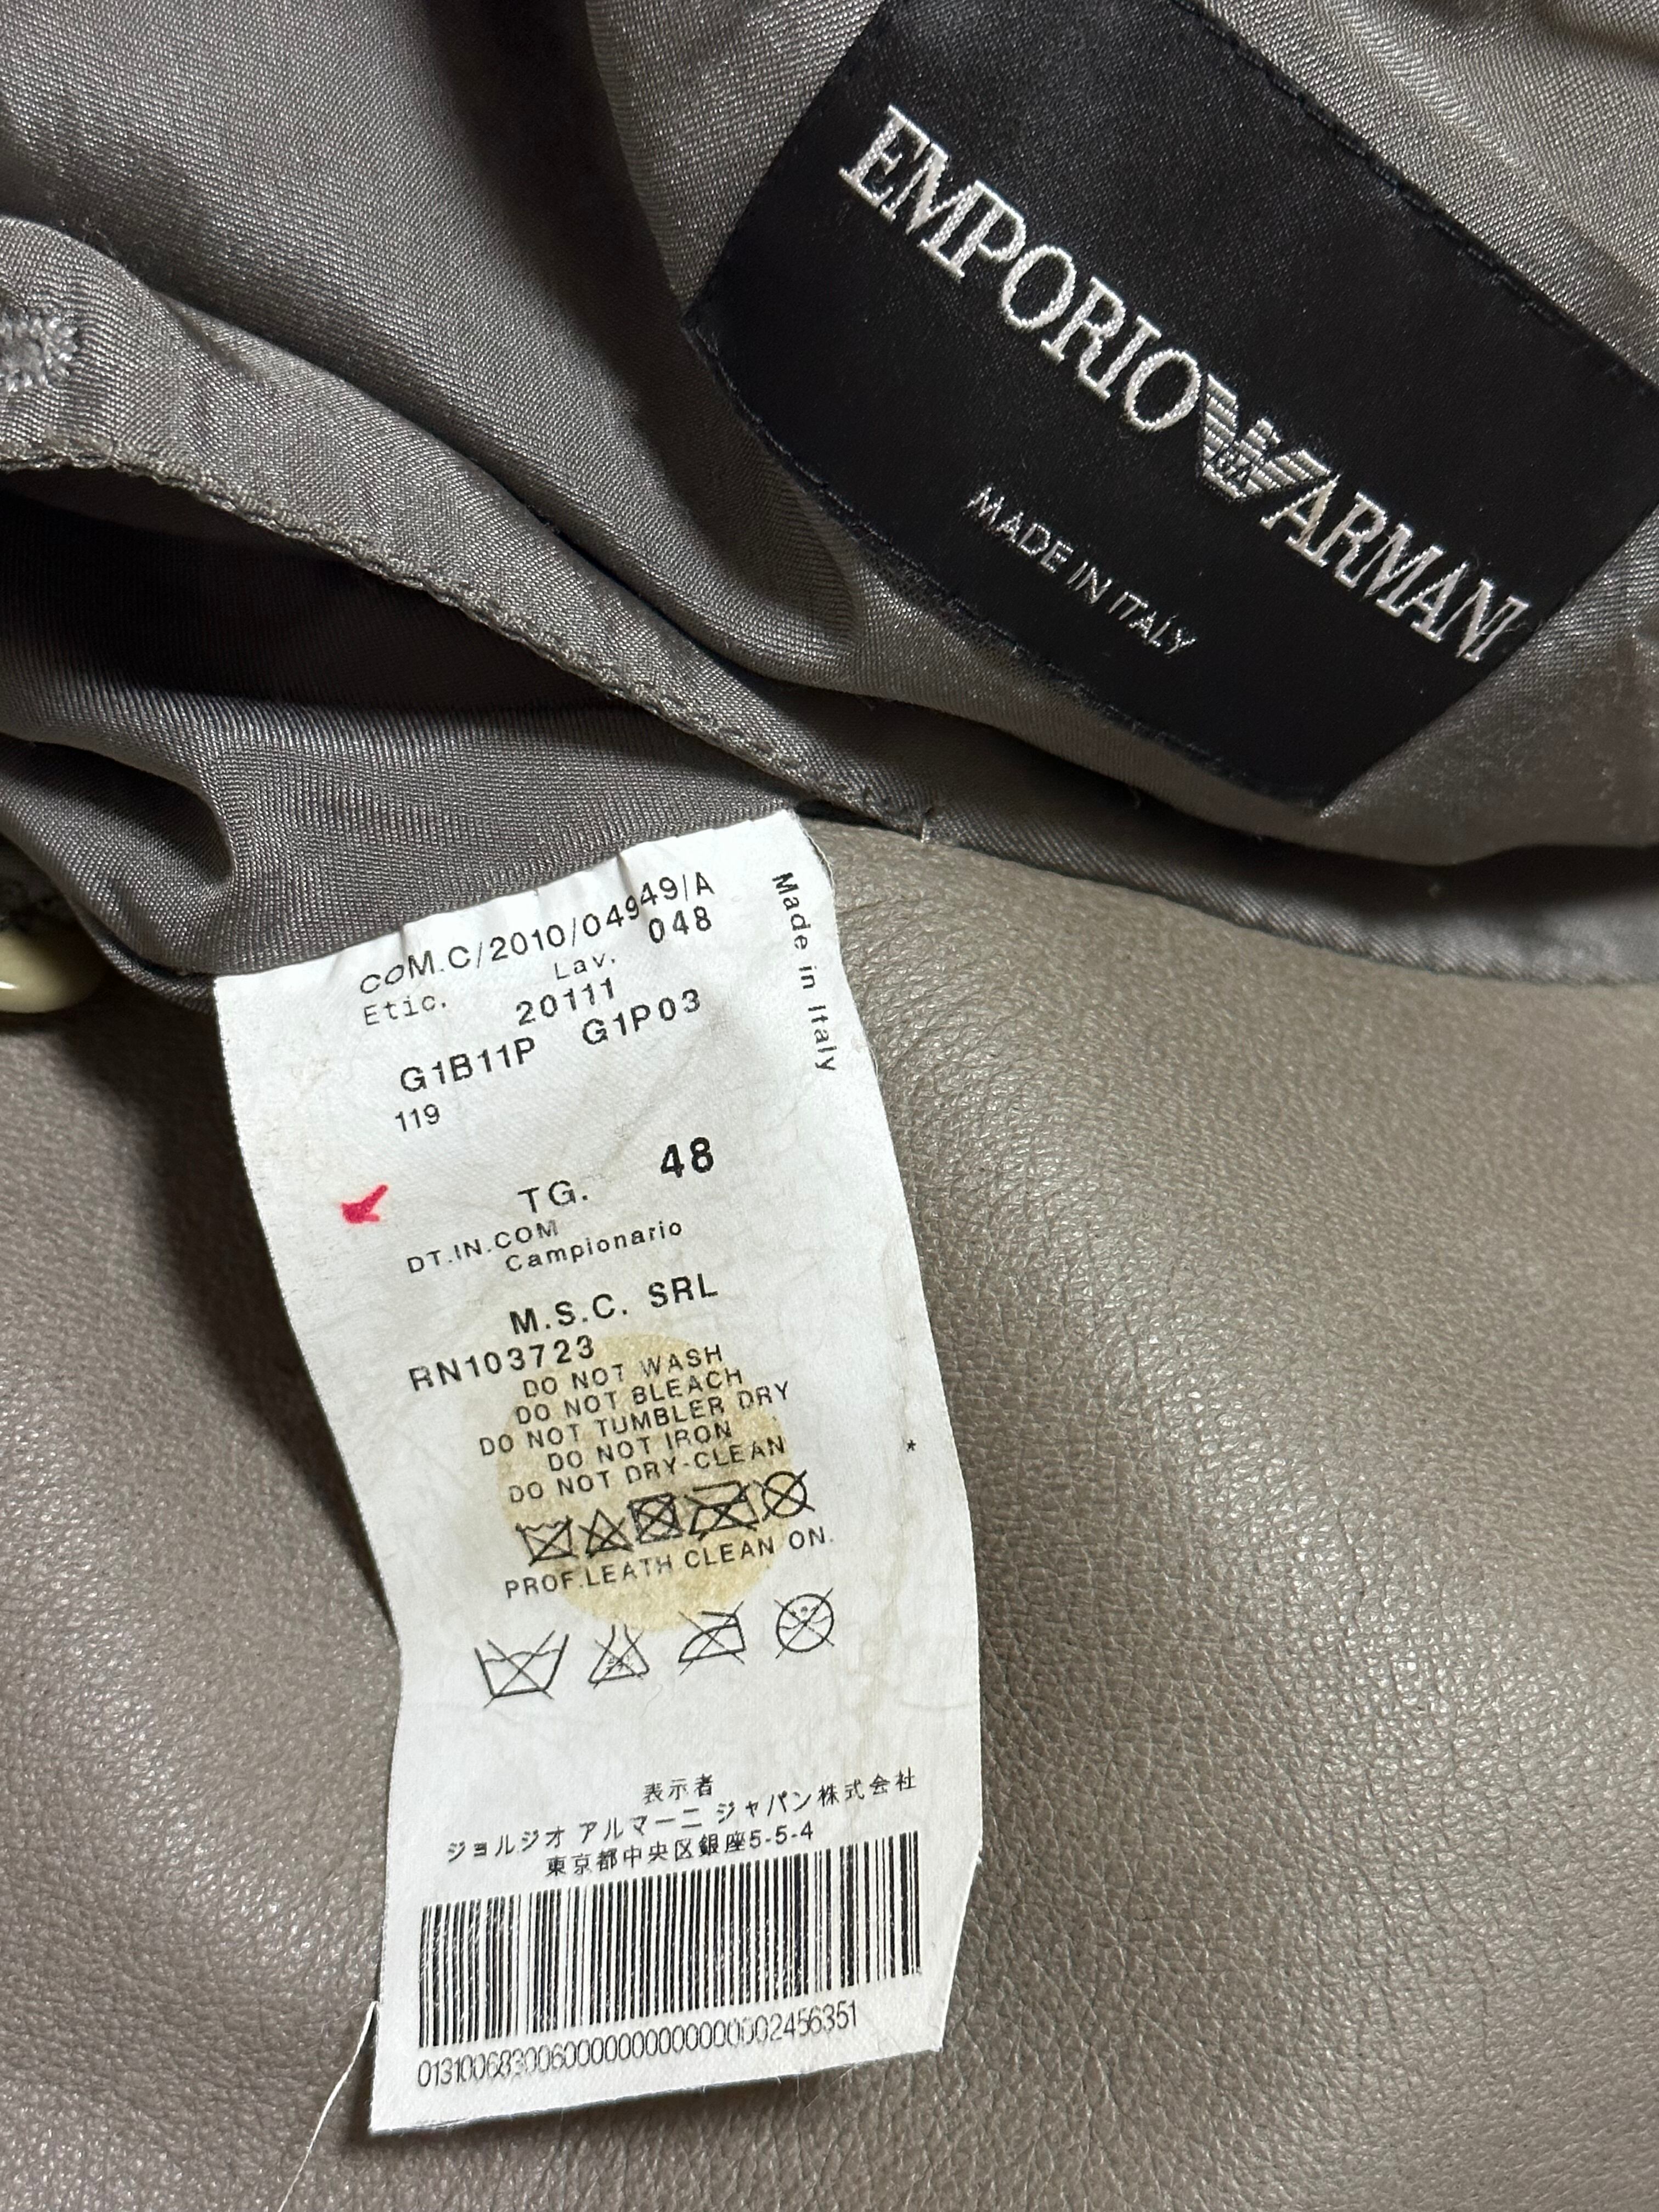 EMPORIO ARMANI
MADE IN ITALY
Made in Italy
COM.C/2010/04949/A
Etic. Lav. 048
20111
G1B11P G1P03
119
TG. 48
DT.IN.COM
Campionario
M.S.C. SRL
RN103723
DO NOT WASH
DO NOT BLEACH
DO NOT TUMBLER DRY
DO NOT IRON
DO NOT DRY-CLEAN
*
PROF.LEATH CLEAN ON.
表示者
ジョルジオ アルマーニ ジャパン株式会社
東京都中央区銀座5-5-4